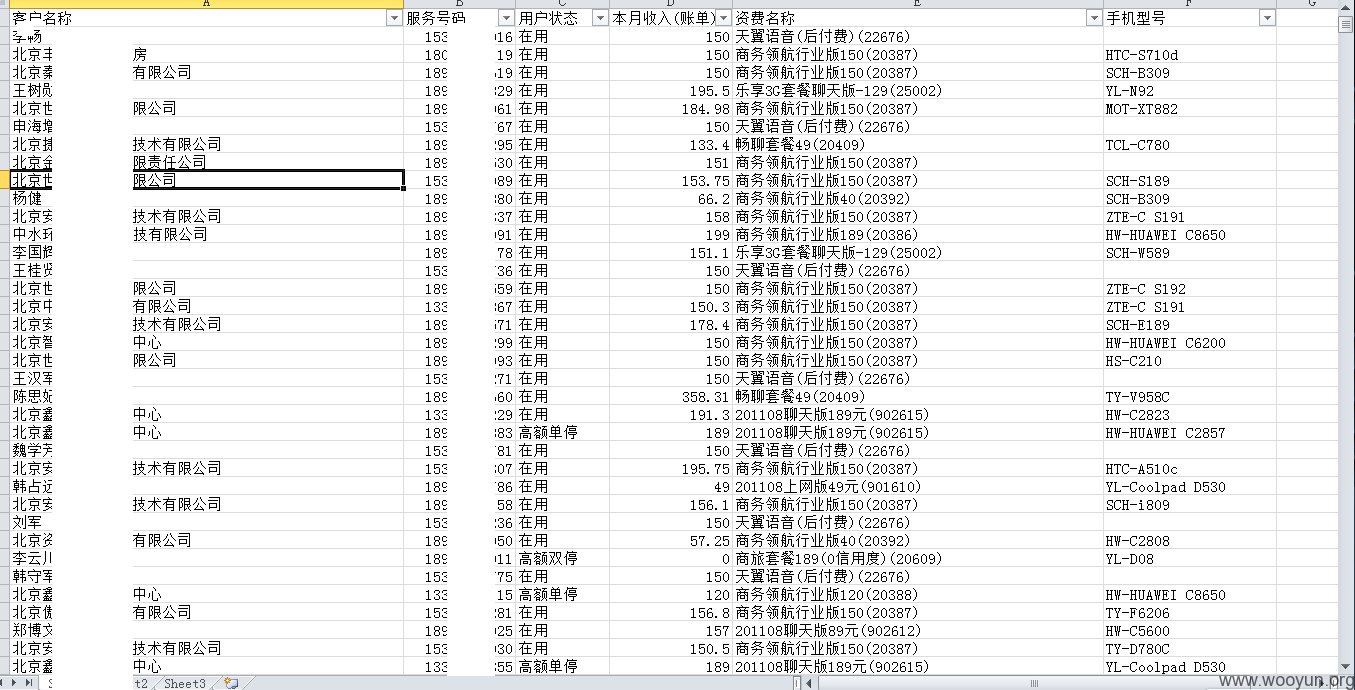 A B C D E F G
客户名称 服务号码 用户状态 本月收入(账单) 资费名称 手机型号
153 016 在用 150 天翼语音(后付费)(22676)
北京丰 房 180 19 在用 150 商务领航行业版150(20387) HTC-S710d
北京秦 有限公司 189 519 在用 150 商务领航行业版150(20387) SCH-B309
王树勋 189 329 在用 195.5 乐享3G套餐聊天版-129(25002) YL-N92
北京世 限公司 189 061 在用 184.98 商务领航行业版150(20387) MOT-XT882
申海增 153 767 在用 150 天翼语音(后付费)(22676)
北京捷 技术有限公司 189 295 在用 133.4 畅聊套餐49(20409) TCL-C780
北京金 限责任公司 189 530 在用 151 商务领航行业版150(20387)
北京世 限公司 153 089 在用 153.75 商务领航行业版150(20387) SCH-S189
杨健 189 380 在用 66.2 商务领航行业版40(20392) SCH-B309
北京安 技术有限公司 189 337 在用 158 商务领航行业版150(20387) ZTE-C S191
中水环 技有限公司 189 091 在用 199 商务领航行业版189(20386) HW-HUAWEI C8650
李国辉 189 78 在用 151.1 乐享3G套餐聊天版-129(25002) SCH-W589
王桂贤 153 736 在用 150 天翼语音(后付费)(22676)
北京世 限公司 189 659 在用 150 商务领航行业版150(20387) ZTE-C S192
北京中 有限公司 133 367 在用 150.3 商务领航行业版150(20387) ZTE-C S191
北京安 技术有限公司 189 571 在用 178.4 商务领航行业版150(20387) SCH-E189
北京智 中心 189 299 在用 150 商务领航行业版150(20387) HW-HUAWEI C6200
北京世 限公司 189 093 在用 150 商务领航行业版150(20387) HS-C210
王汉军 153 271 在用 150 天翼语音(后付费)(22676)
陈思妃 189 560 在用 358.31 畅聊套餐49(20409) TY-V958C
北京鑫 中心 133 229 在用 191.3 201108聊天版189元(902615) HW-C2823
北京鑫 中心 189 383 高额单停 189 201108聊天版189元(902615) HW-HUAWEI C2857
魏学芳 153 781 在用 150 天翼语音(后付费)(22676)
北京安 技术有限公司 153 307 在用 195.75 商务领航行业版150(20387) HTC-A510c
韩占远 189 786 在用 49 201108上网版49元(901610) YL-Coolpad D530
北京安 技术有限公司 189 58 在用 156.1 商务领航行业版150(20387) SCH-i809
刘军 153 236 在用 150 天翼语音(后付费)(22676)
北京资 有限公司 189 050 在用 57.25 商务领航行业版40(20392) HW-C2808
李云川 189 011 高额双停 0 商旅套餐189(0信用度)(20609) YL-D08
韩守军 153 775 在用 150 天翼语音(后付费)(22676)
北京鑫 中心 133 15 高额单停 120 商务领航行业版120(20388) HW-HUAWEI C8650
北京傲 有限公司 189 281 在用 156.8 商务领航行业版150(20387) TY-F6206
郑博文 189 025 在用 157 201108聊天版89元(902612) HW-C5600
北京安 技术有限公司 153 030 在用 150.5 商务领航行业版150(20387) TY-D780C
北京鑫 中心 133 355 高额单停 189 201108聊天版189元(902615) YL-Coolpad D530
t2 Sheet3
www.wooyun.org